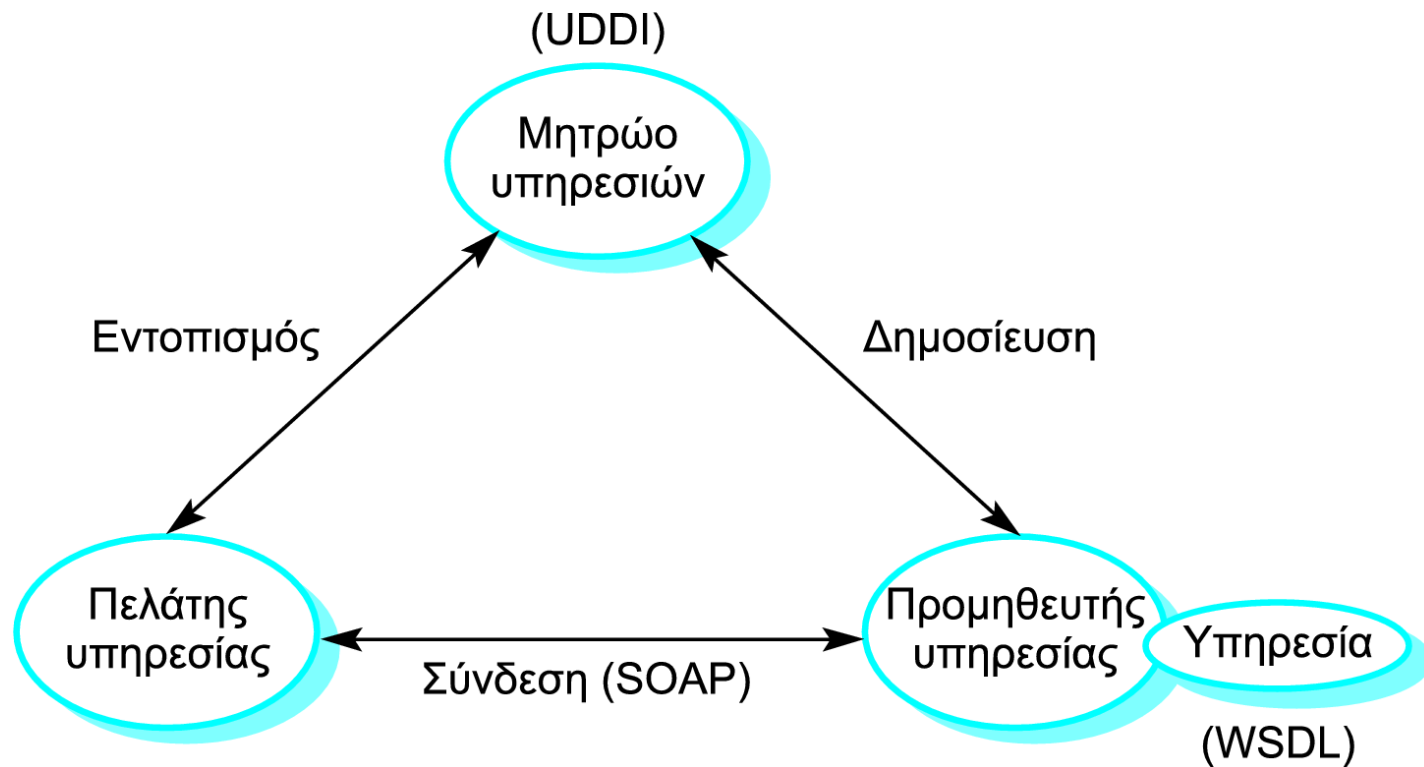 (UDDI)
Μητρώο
υπηρεσιών
Εντοπισμός
Δημοσίευση
Πελάτης
υπηρεσίας
Σύνδεση (SOAP)
Προμηθευτής
υπηρεσίας
Υπηρεσία
(WSDL)